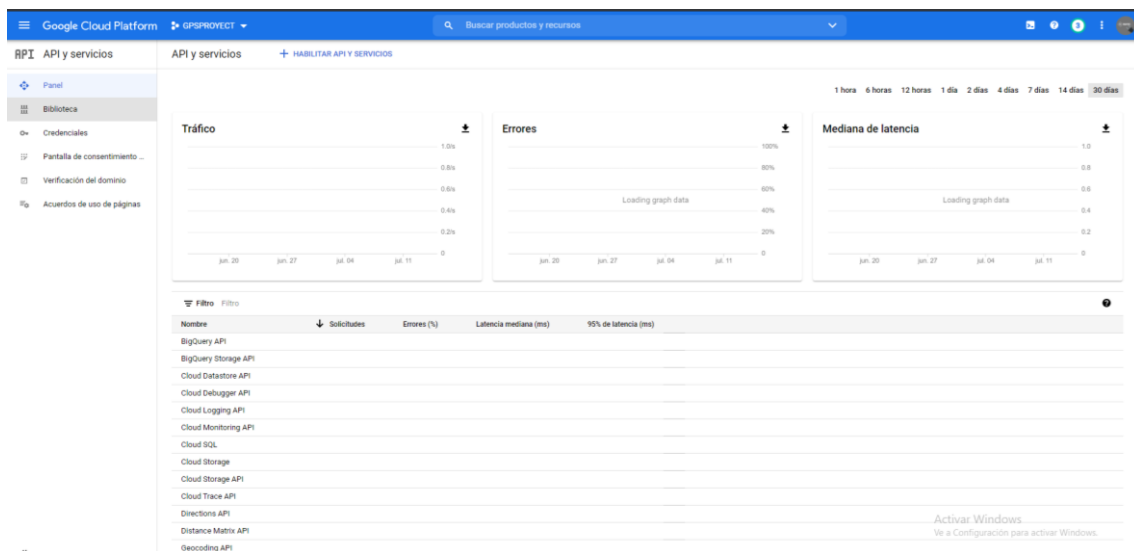 Google Cloud Platform GPSPROYECT Buscar productos y recursos 3
API API y servicios
API y servicios + HABILITAR API Y SERVICIOS
Panel
Biblioteca
Credenciales
Pantalla de consentimiento ...
Verificación del dominio
Acuerdos de uso de páginas
1 hora 6 horas 12 horas 1 día 2 días 4 días 7 días 14 días 30 días
Tráfico
1.0/s
0.8/s
0.6/s
0.4/s
0.2/s
0
jun. 20 jun. 27 jul. 04 jul. 11
Errores
100%
80%
60%
Loading graph data
40%
20%
0
jun. 20 jun. 27 jul. 04 jul. 11
Mediana de latencia
1.0
0.8
0.6
Loading graph data
0.4
0.2
0
jun. 20 jun. 27 jul. 04 jul. 11
Filtro Filtro
Nombre Solicitudes Errores (%) Latencia mediana (ms) 95% de latencia (ms)
BigQuery API
BigQuery Storage API
Cloud Datastore API
Cloud Debugger API
Cloud Logging API
Cloud Monitoring API
Cloud SQL
Cloud Storage
Cloud Storage API
Cloud Trace API
Directions API
Distance Matrix API
Geocoding API
Activar Windows
Ve a Configuración para activar Windows.